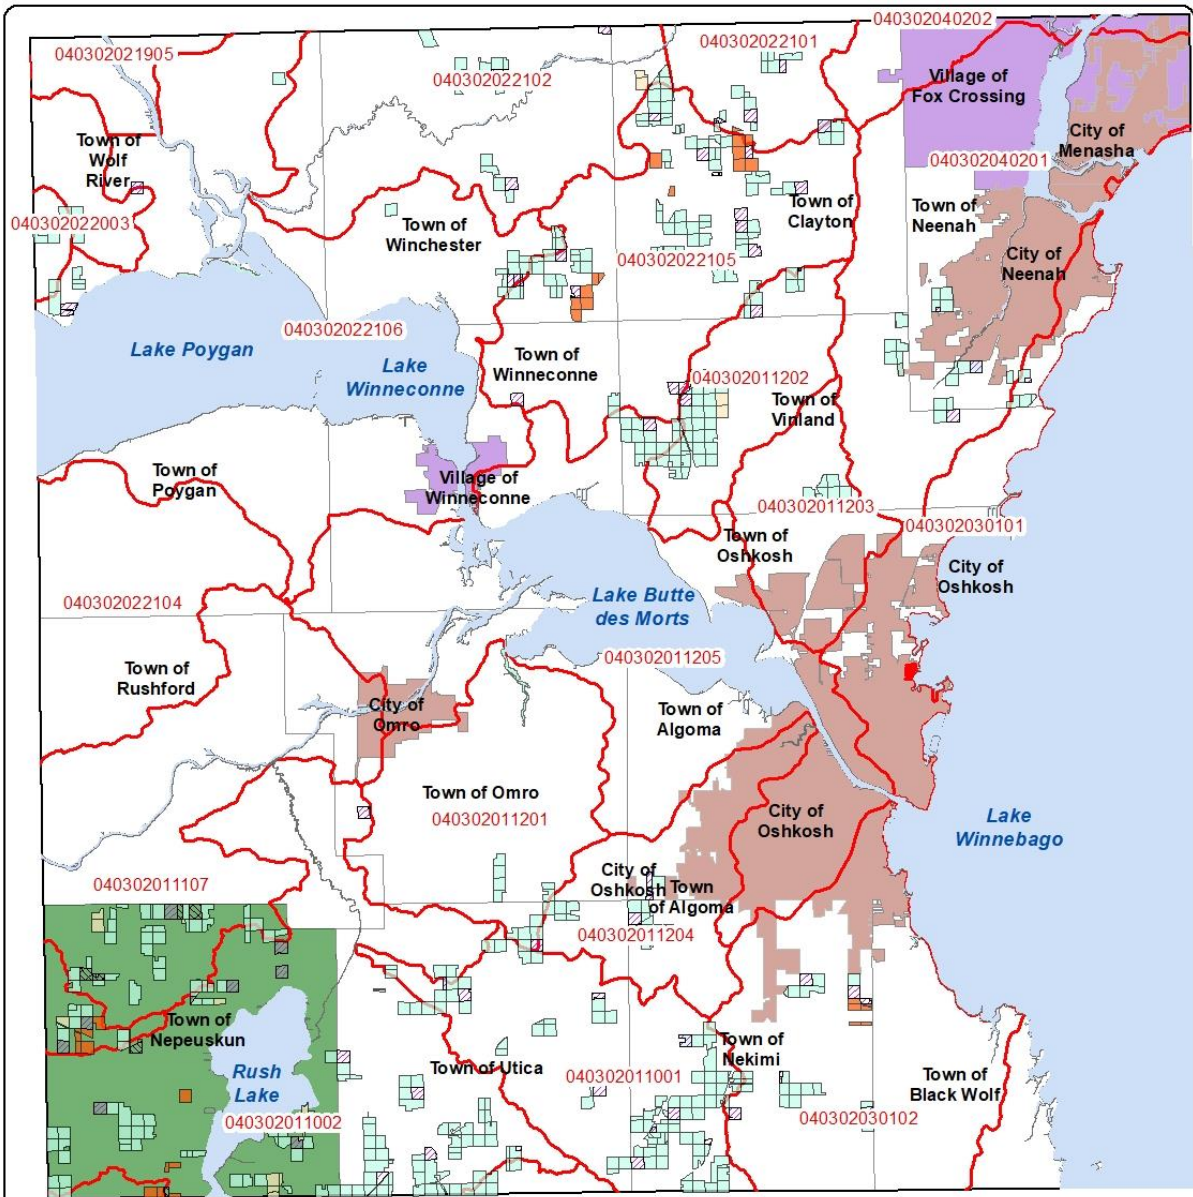 040302040202
040302021905
040302022101
040302022102
Village of
Fox Crossing
Town of
Wolf
River
City of
Menasha
040302040201
040302022003
Town of
Winchester
Town of
Clayton
Town of
Neenah
City of
Neenah
040302022105
040302022106
Lake Poygan
Lake
Winneconne
Town of
Winneconne
040302011202
Town of
Vinland
Town of
Poygan
Village of
Winneconne
040302011203
040302030101
Town of
Oshkosh
City of
Oshkosh
040302022104
Lake Butte
des Morts
040302011205
Town of
Rushford
City of
Omro
Town of
Algoma
Town of Omro
040302011201
City of
Oshkosh
Lake
Winnebago
City of
Oshkosh
Town
of Algoma
040302011107
040302011204
Town of
Nepeuskun
Rush
Lake
Town of Utica
Town of
Nekimi
040302011001
Town of
Black Wolf
040302011002
040302030102